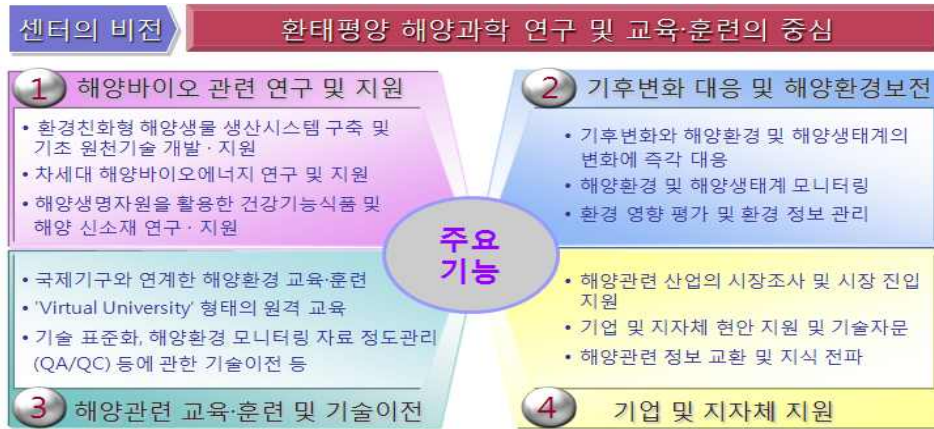 센터의 비전
환태평양 해양과학 연구 및 교육·훈련의 중심
1 해양바이오 관련 연구 및 지원
• 환경친화형 해양생물 생산시스템 구축 및
기초 원천기술 개발 · 지원
• 차세대 해양바이오에너지 연구 및 지원
• 해양생명자원을 활용한 건강기능식품 및
해양 신소재 연구 · 지원
2 기후변화 대응 및 해양환경보전
• 기후변화와 해양환경 및 해양생태계의
변화에 즉각 대응
• 해양환경 및 해양생태계 모니터링
• 환경 영향 평가 및 환경 정보 관리
주요
기능
• 국제기구와 연계한 해양환경 교육·훈련
• 'Virtual University' 형태의 원격 교육
• 기술 표준화, 해양환경 모니터링 자료 정도관리
(QA/QC) 등에 관한 기술이전 등
3 해양관련 교육·훈련 및 기술이전
• 해양관련 산업의 시장조사 및 시장 진입
지원
• 기업 및 지자체 현안 지원 및 기술자문
• 해양관련 정보 교환 및 지식 전파
4 기업 및 지자체 지원